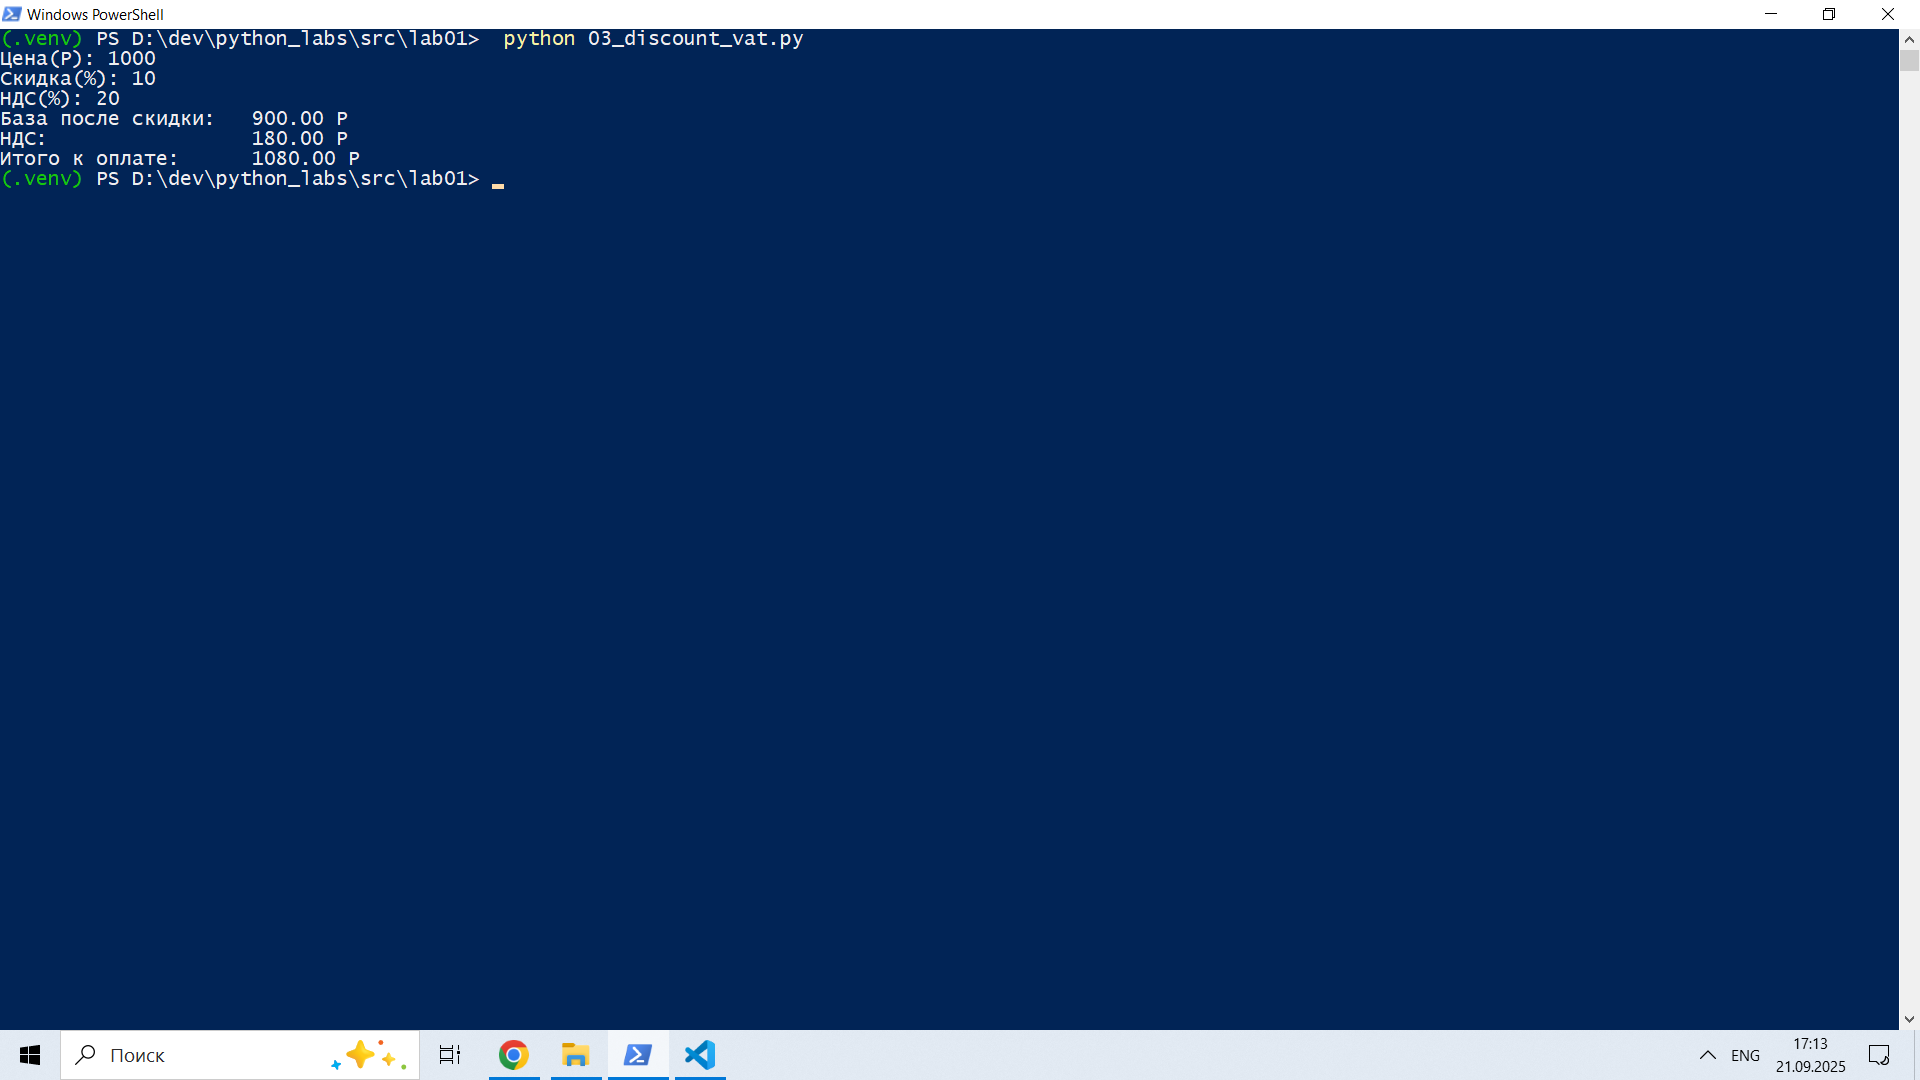 Windows PowerShell
(.venv) PS D:\dev\python_labs\src\lab01>  python 03_discount_vat.py
Цена(Р): 1000
Скидка(%): 10
НДС(%): 20
База после скидки:   900.00 Р
НДС:                 180.00 Р
Итого к оплате:      1080.00 Р
(.venv) PS D:\dev\python_labs\src\lab01>
Поиск
ENG
17:13
21.09.2025